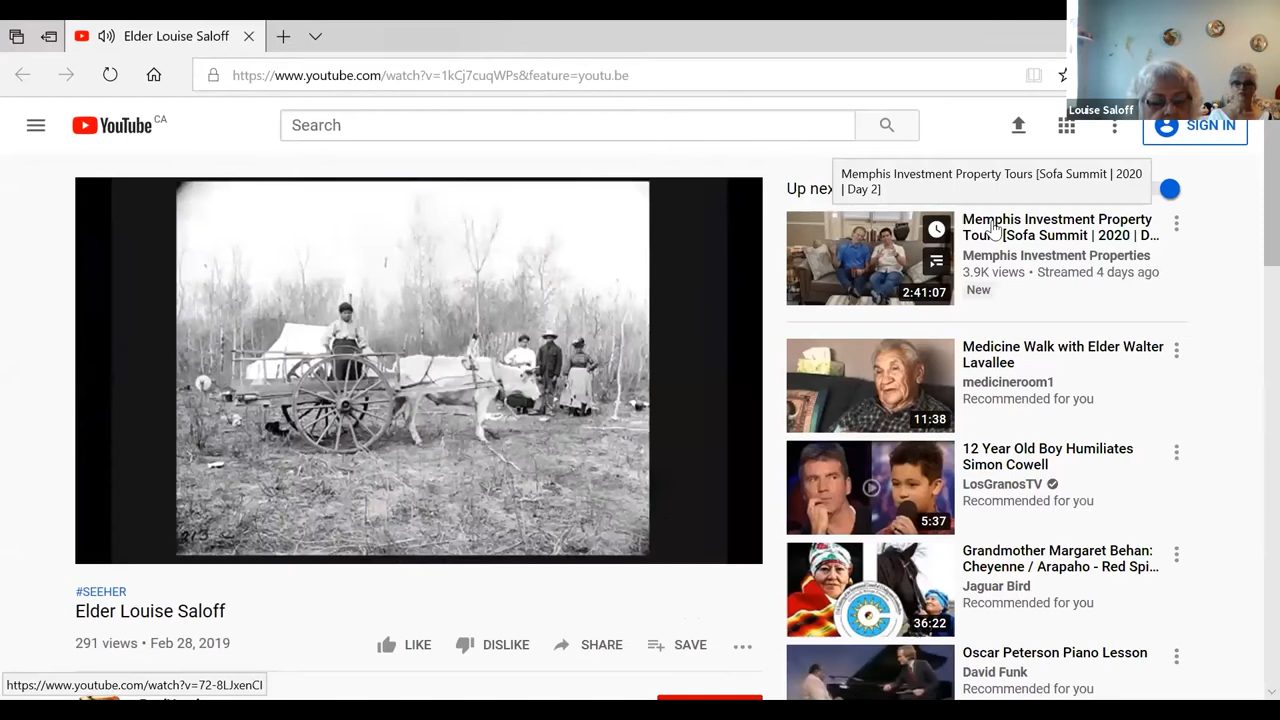 Elder Louise Saloff
https://www.youtube.com/watch?v=1kCj7cuqWPs&feature=youtu.be
Louise Saloff
YouTube CA
Search
SIGN IN
Up nex
Memphis Investment Property Tours [Sofa Summit | 2020
| Day 2]
Memphis Investment Property
Tours [Sofa Summit | 2020 | D...
Memphis Investment Properties
3.9K views • Streamed 4 days ago
New
2:41:07
Medicine Walk with Elder Walter
Lavallee
medicineroom1
Recommended for you
11:38
12 Year Old Boy Humiliates
Simon Cowell
LosGranosTV
Recommended for you
5:37
Grandmother Margaret Behan:
Cheyenne / Arapaho - Red Spi...
Jaguar Bird
Recommended for you
36:22
Oscar Peterson Piano Lesson
David Funk
Recommended for you
#SEEHER
Elder Louise Saloff
291 views • Feb 28, 2019
LIKE
DISLIKE
SHARE
SAVE
https://www.youtube.com/watch?v=72-8LJxenCI